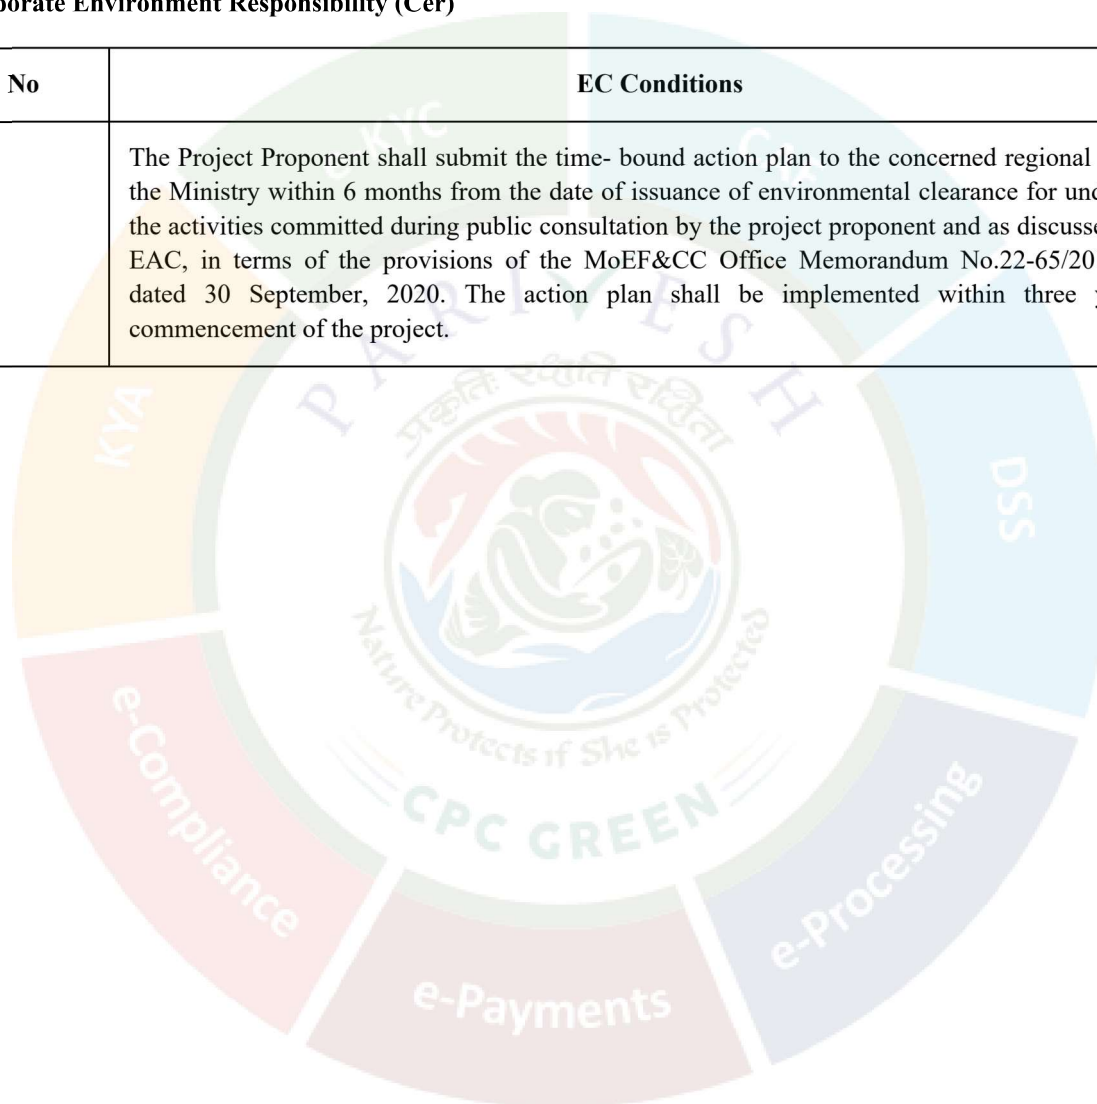 porate Environment Responsibility (Cer)
No
EC Conditions
The Project Proponent shall submit the time- bound action plan to the concerned regional
the Ministry within 6 months from the date of issuance of environmental clearance for und
the activities committed during public consultation by the project proponent and as discusse
EAC, in terms of the provisions of the MoEF&CC Office Memorandum No.22-65/20
dated 30 September, 2020. The action plan shall be implemented within three
commencement of the project.
KYC
PARIVESH
प्रकृतिः रक्षति रक्षिता
KYA
DSS
Nature Protects if She is Protected
CPC GREEN
e-Compliance
e-Processing
e-Payments